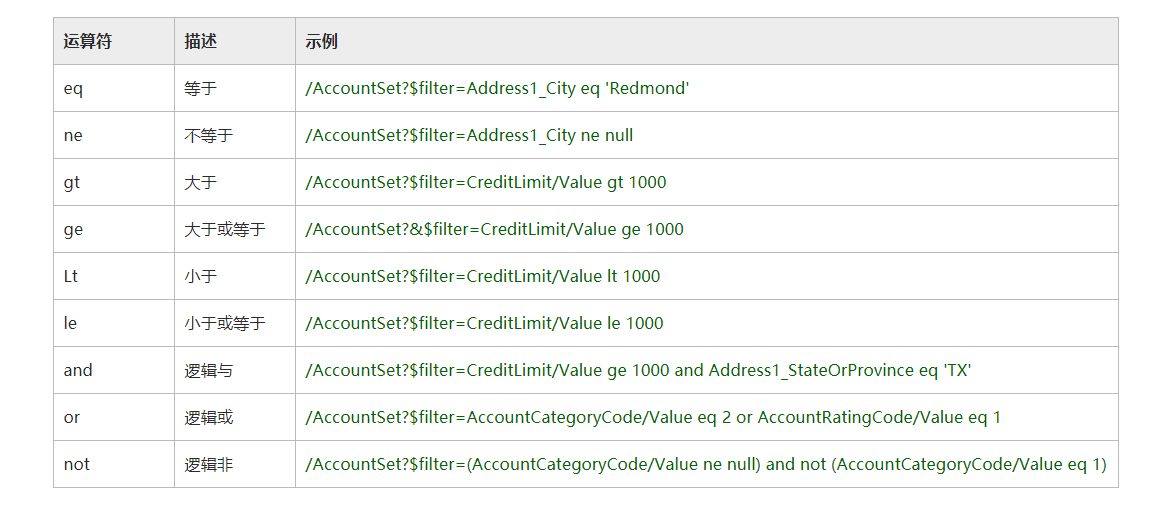 运算符 描述 示例
eq 等于 /AccountSet?$filter=Address1_City eq 'Redmond'
ne 不等于 /AccountSet?$filter=Address1_City ne null
gt 大于 /AccountSet?$filter=CreditLimit/Value gt 1000
ge 大于或等于 /AccountSet?&$filter=CreditLimit/Value ge 1000
Lt 小于 /AccountSet?$filter=CreditLimit/Value lt 1000
le 小于或等于 /AccountSet?$filter=CreditLimit/Value le 1000
and 逻辑与 /AccountSet?$filter=CreditLimit/Value ge 1000 and Address1_StateOrProvince eq 'TX'
or 逻辑或 /AccountSet?$filter=AccountCategoryCode/Value eq 2 or AccountRatingCode/Value eq 1
not 逻辑非 /AccountSet?$filter=(AccountCategoryCode/Value ne null) and not (AccountCategoryCode/Value eq 1)